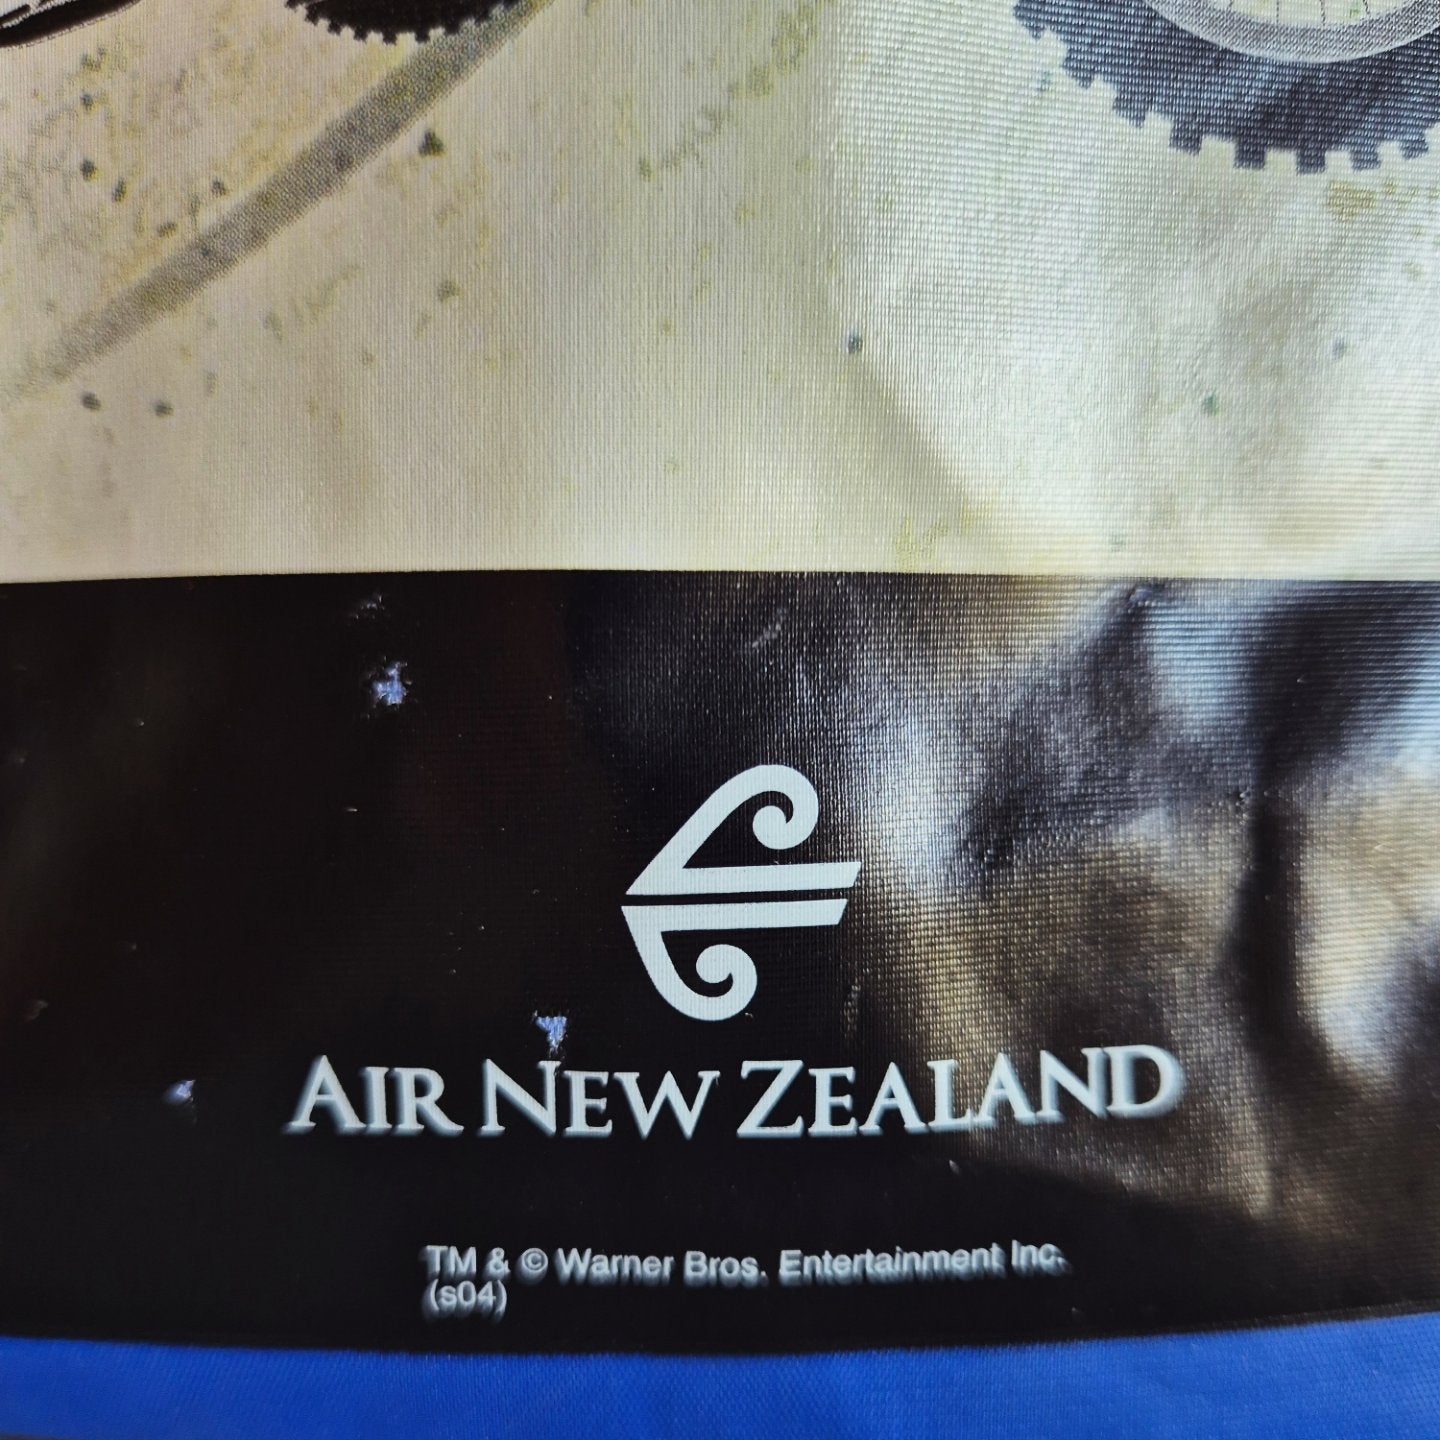 AIR NEW ZEALAND
TM & © Warner Bros. Entertainment Inc.
(s04)